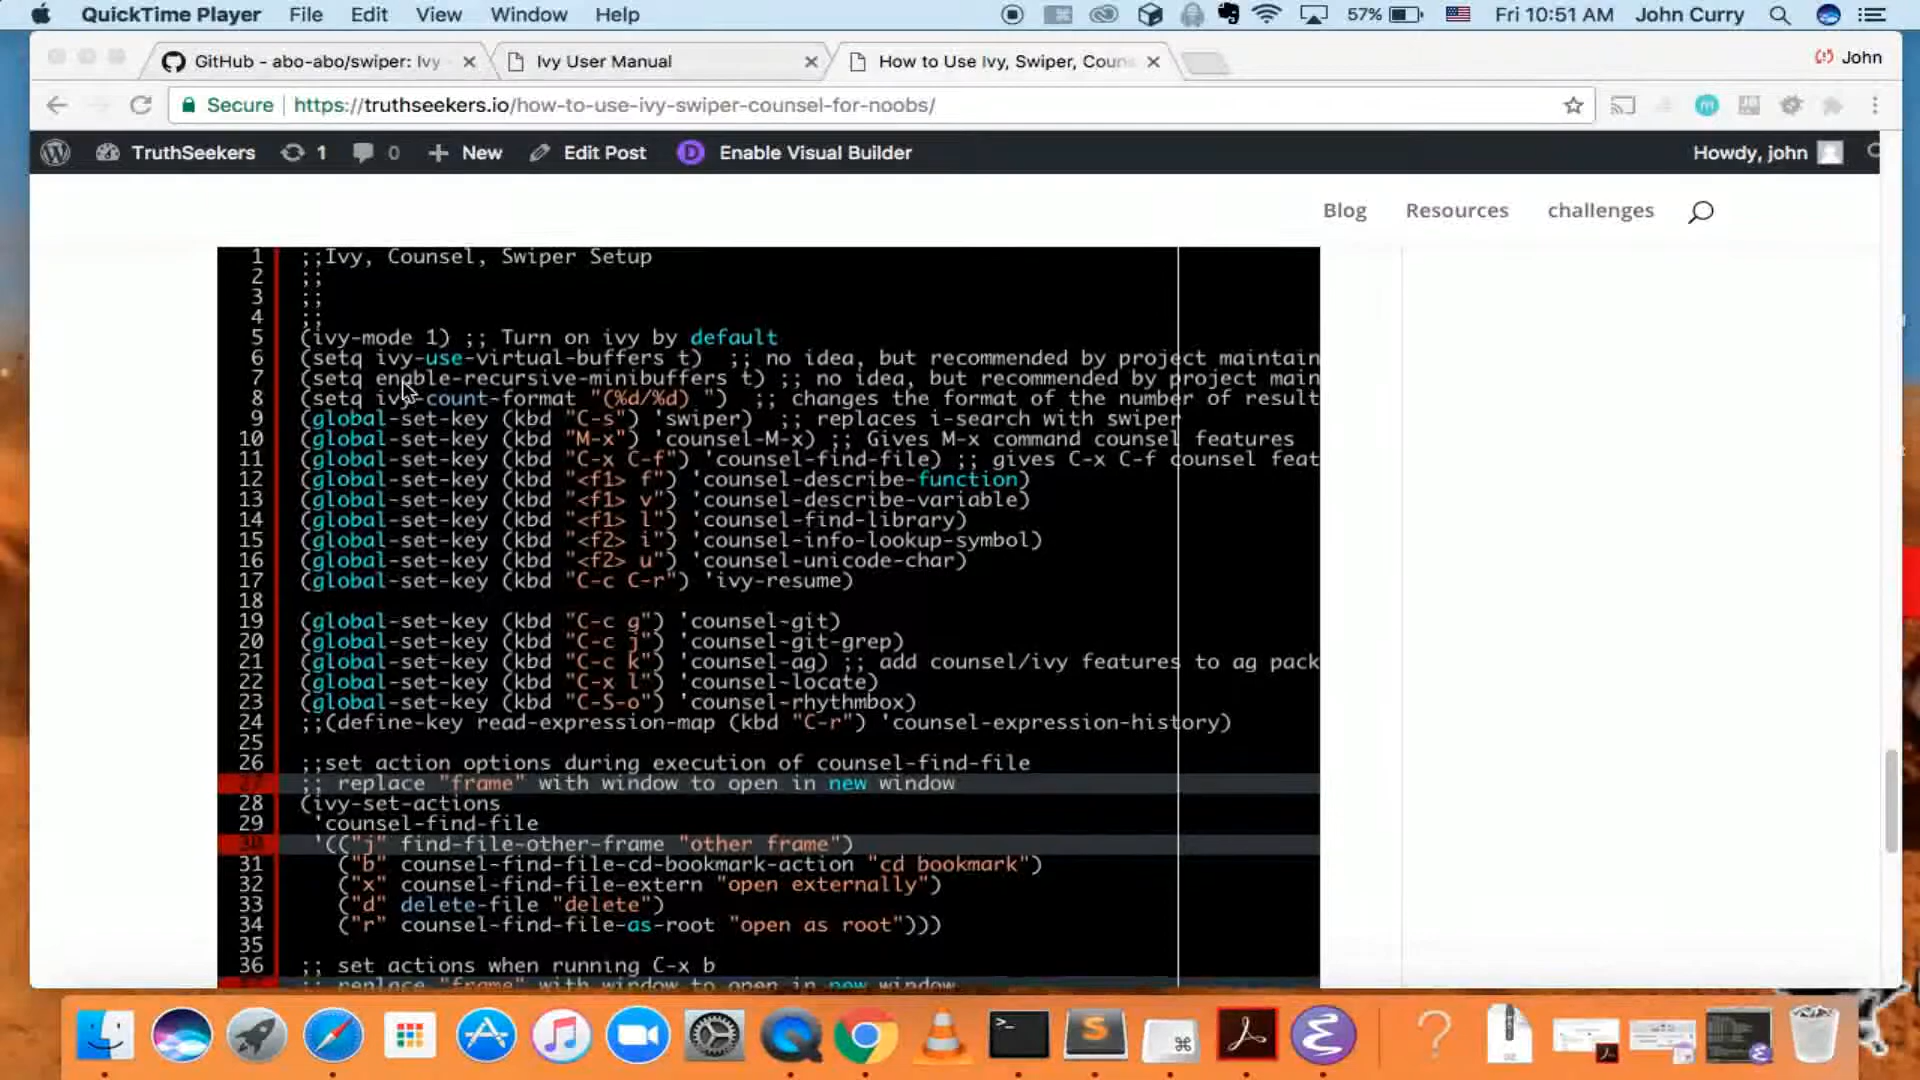 QuickTime Player File Edit View Window Help 57% Fri 10:51 AM John Curry
GitHub - abo-abo/swiper: Ivy Ivy User Manual How to Use Ivy, Swiper, Coun John
Secure https://truthseekers.io/how-to-use-ivy-swiper-counsel-for-noobs/
TruthSeekers 1 0 New Edit Post Enable Visual Builder Howdy, john
Blog Resources challenges
1 ;;Ivy, Counsel, Swiper Setup
2 ;;
3 ;;
4 ;;
5 (ivy-mode 1) ;; Turn on ivy by default
6 (setq ivy-use-virtual-buffers t) ;; no idea, but recommended by project maintain
7 (setq enable-recursive-minibuffers t) ;; no idea, but recommended by project main
8 (setq ivy-count-format "(%d/%d) ") ;; changes the format of the number of result
9 (global-set-key (kbd "C-s") 'swiper) ;; replaces i-search with swiper
10 (global-set-key (kbd "M-x") 'counsel-M-x) ;; Gives M-x command counsel features
11 (global-set-key (kbd "C-x C-f") 'counsel-find-file) ;; gives C-x C-f counsel feat
12 (global-set-key (kbd "<f1> f") 'counsel-describe-function)
13 (global-set-key (kbd "<f1> v") 'counsel-describe-variable)
14 (global-set-key (kbd "<f1> l") 'counsel-find-library)
15 (global-set-key (kbd "<f2> i") 'counsel-info-lookup-symbol)
16 (global-set-key (kbd "<f2> u") 'counsel-unicode-char)
17 (global-set-key (kbd "C-c C-r") 'ivy-resume)
18
19 (global-set-key (kbd "C-c g") 'counsel-git)
20 (global-set-key (kbd "C-c j") 'counsel-git-grep)
21 (global-set-key (kbd "C-c k") 'counsel-ag) ;; add counsel/ivy features to ag pack
22 (global-set-key (kbd "C-x l") 'counsel-locate)
23 (global-set-key (kbd "C-S-o") 'counsel-rhythmbox)
24 ;;(define-key read-expression-map (kbd "C-r") 'counsel-expression-history)
25
26 ;;set action options during execution of counsel-find-file
27 ;; replace "frame" with window to open in new window
28 (ivy-set-actions
29 'counsel-find-file
30 '(("j" find-file-other-frame "other frame")
31 ("b" counsel-find-file-cd-bookmark-action "cd bookmark")
32 ("x" counsel-find-file-extern "open externally")
33 ("d" delete-file "delete")
34 ("r" counsel-find-file-as-root "open as root")))
35
36 ;; set actions when running C-x b
;; replace "frame" with window to open in new window